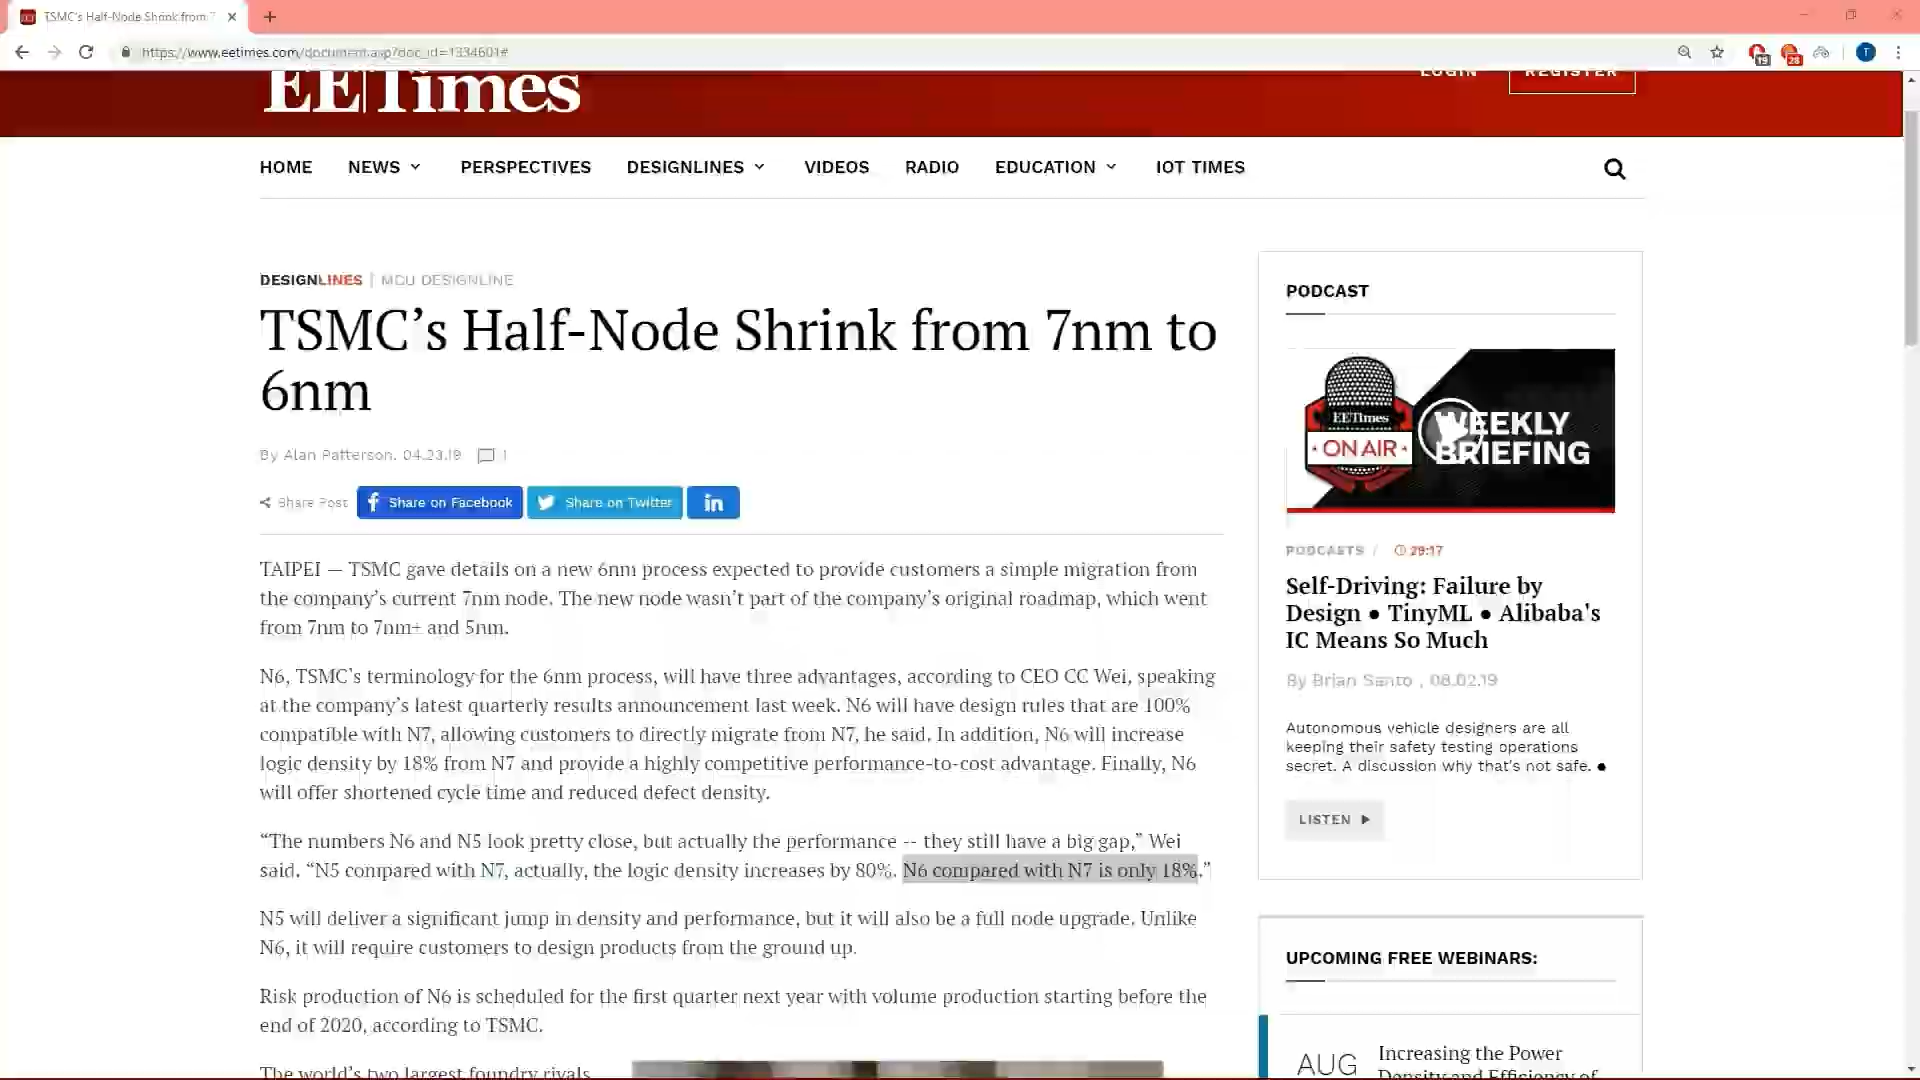 TSMC's Half-Node Shrink from 7
https://www.eetimes.com/document.asp?doc_id=1334601#
19
28
T
EE|Times
LOGIN
REGISTER
HOME
NEWS
PERSPECTIVES
DESIGNLINES
VIDEOS
RADIO
EDUCATION
IOT TIMES
DESIGNLINES | MCU DESIGNLINE
TSMC’s Half-Node Shrink from 7nm to
6nm
By Alan Patterson, 04.23.19
1
Share Post
Share on Facebook
Share on Twitter
in
TAIPEI — TSMC gave details on a new 6nm process expected to provide customers a simple migration from
the company’s current 7nm node. The new node wasn’t part of the company’s original roadmap, which went
from 7nm to 7nm+ and 5nm.
N6, TSMC’s terminology for the 6nm process, will have three advantages, according to CEO CC Wei, speaking
at the company’s latest quarterly results announcement last week. N6 will have design rules that are 100%
compatible with N7, allowing customers to directly migrate from N7, he said. In addition, N6 will increase
logic density by 18% from N7 and provide a highly competitive performance-to-cost advantage. Finally, N6
will offer shortened cycle time and reduced defect density.
“The numbers N6 and N5 look pretty close, but actually the performance -- they still have a big gap,” Wei
said. “N5 compared with N7, actually, the logic density increases by 80%. N6 compared with N7 is only 18%.”
N5 will deliver a significant jump in density and performance, but it will also be a full node upgrade. Unlike
N6, it will require customers to design products from the ground up.
Risk production of N6 is scheduled for the first quarter next year with volume production starting before the
end of 2020, according to TSMC.
The world’s two largest foundry rivals
PODCAST
EETimes
• ON AIR •
WEEKLY
BRIEFING
PODCASTS / 29:17
Self-Driving: Failure by
Design ● TinyML ● Alibaba's
IC Means So Much
By Brian Santo , 08.02.19
Autonomous vehicle designers are all
keeping their safety testing operations
secret. A discussion why that's not safe. ●
LISTEN
UPCOMING FREE WEBINARS:
AUG
Increasing the Power
Density and Efficiency of